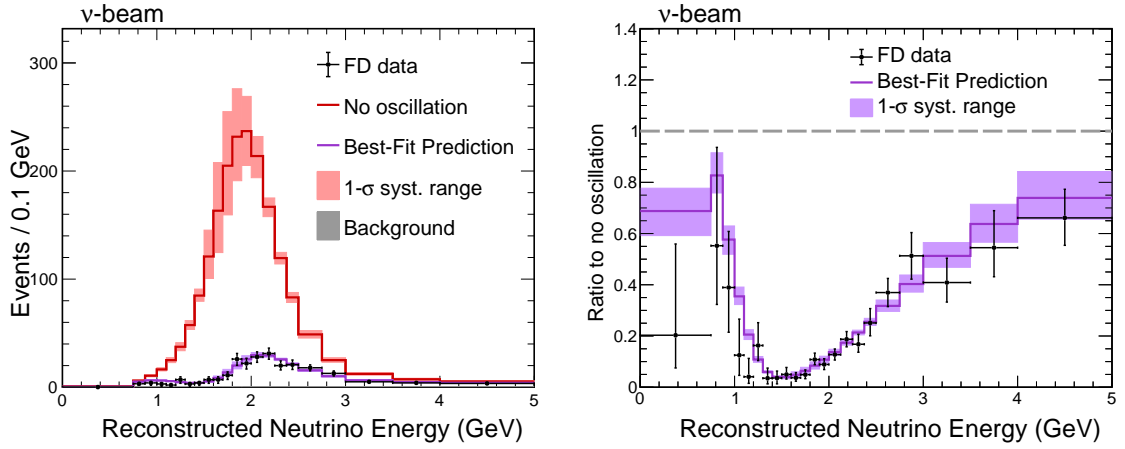 ν-beam
Events / 0.1 GeV
300
200
100
0
FD data
No oscillation
Best-Fit Prediction
1-σ syst. range
Background
0 1 2 3 4 5
Reconstructed Neutrino Energy (GeV)
ν-beam
Ratio to no oscillation
1.4
1.2
1
0.8
0.6
0.4
0.2
0
FD data
Best-Fit Prediction
1-σ syst. range
0 1 2 3 4 5
Reconstructed Neutrino Energy (GeV)